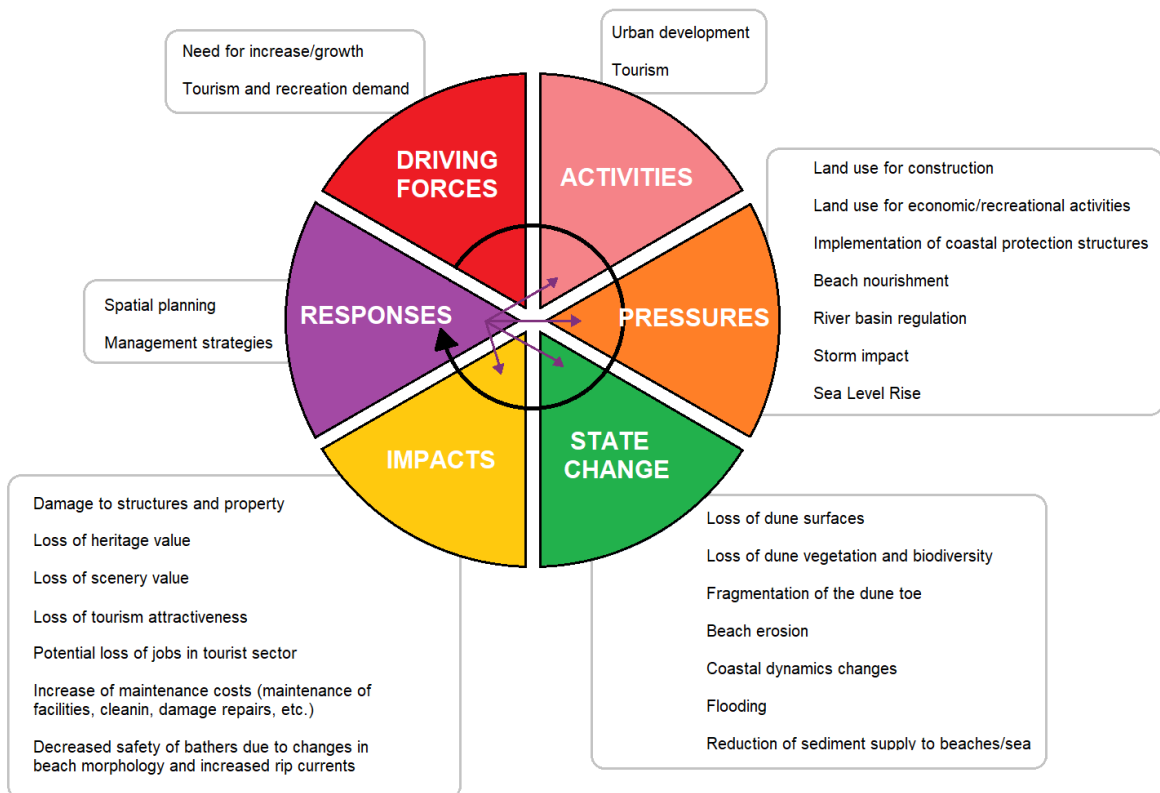 Need for increase/growth
Tourism and recreation demand
Urban development
Tourism
DRIVING
FORCES
ACTIVITIES
Land use for construction
Land use for economic/recreational activities
Implementation of coastal protection structures
Beach nourishment
River basin regulation
Storm impact
Sea Level Rise
PRESSURES
RESPONSES
Spatial planning
Management strategies
IMPACTS
STATE
CHANGE
Damage to structures and property
Loss of heritage value
Loss of scenery value
Loss of tourism attractiveness
Potential loss of jobs in tourist sector
Increase of maintenance costs (maintenance of
facilities, cleanin, damage repairs, etc.)
Decreased safety of bathers due to changes in
beach morphology and increased rip currents
Loss of dune surfaces
Loss of dune vegetation and biodiversity
Fragmentation of the dune toe
Beach erosion
Coastal dynamics changes
Flooding
Reduction of sediment supply to beaches/sea